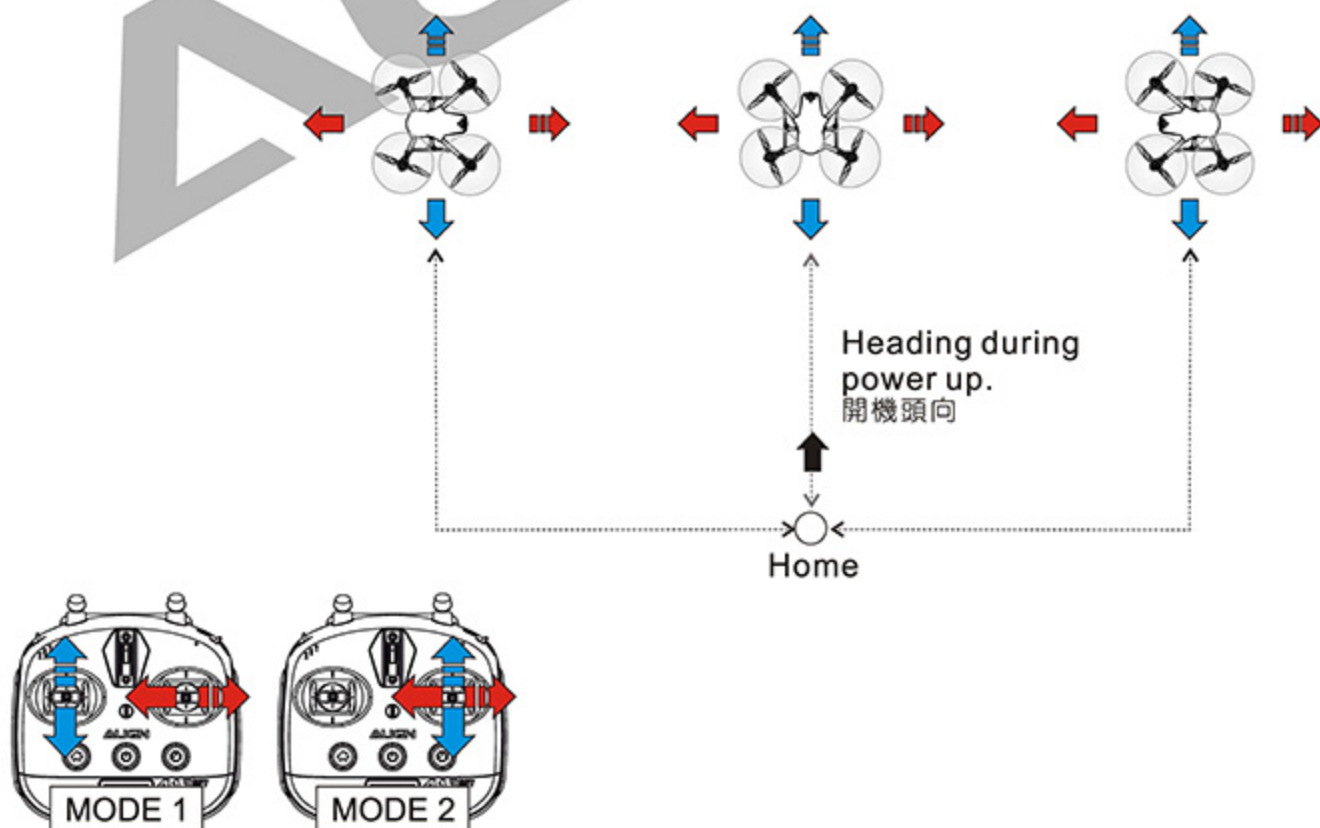 Heading during
power up.
開機頭向
Home
ALIGN
ALIGN
MODE 1
MODE 2